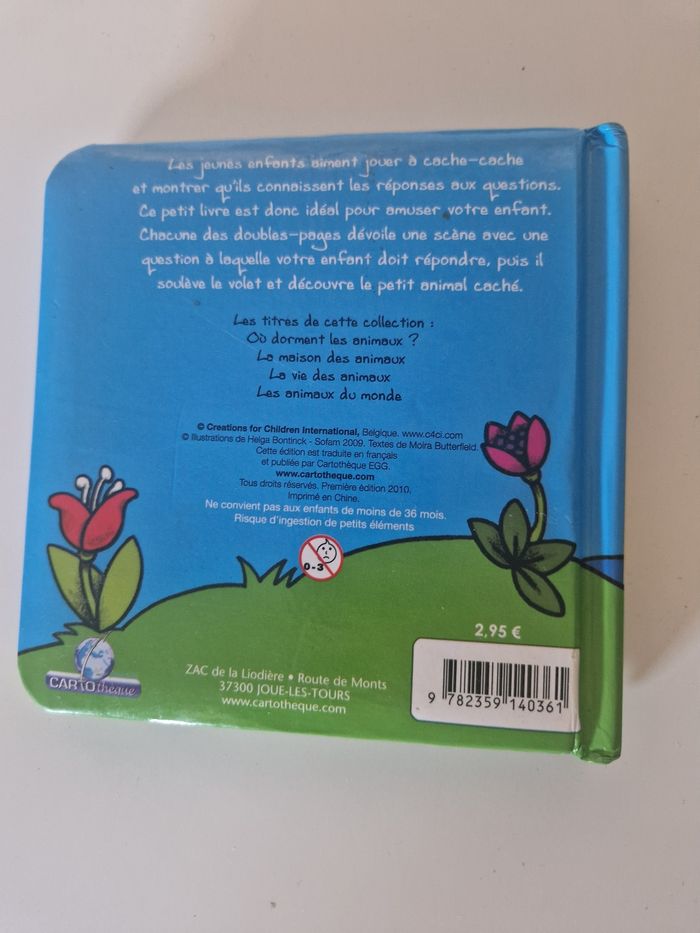 Les jeunes enfants aiment jouer à cache-cache
et montrer qu'ils connaissent les réponses aux questions.
Ce petit livre est donc idéal pour amuser votre enfant.
Chacune des doubles-pages dévoile une scène avec une
question à laquelle votre enfant doit répondre, puis il
soulève le volet et découvre le petit animal caché.
Les titres de cette collection :
Où dorment les animaux ?
La maison des animaux
La vie des animaux
Les animaux du monde
© Creations for Children International, Belgique. www.c4ci.com
© Illustrations de Helga Bontinck - Sofam 2009. Textes de Moira Butterfield.
Cette édition est traduite en français
et publiée par Cartothèque EGG.
www.cartotheque.com
Tous droits réservés. Première édition 2010.
Imprimé en Chine.
Ne convient pas aux enfants de moins de 36 mois.
Risque d'ingestion de petits éléments
0-3
2,95 €
CARTOthèque
ZAC de la Liodière • Route de Monts
37300 JOUE-LES-TOURS
www.cartotheque.com
9 782359 140361